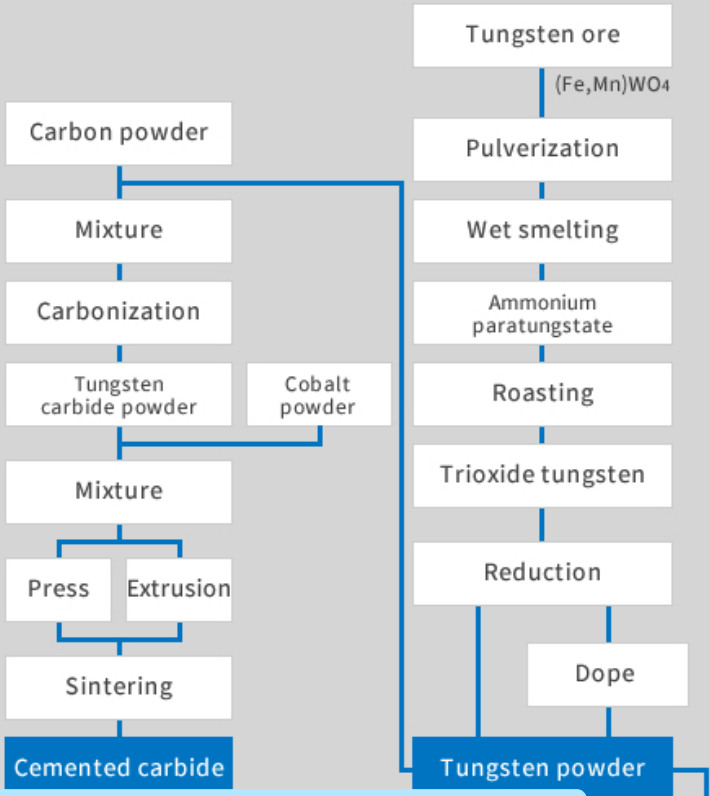 Tungsten ore
(Fe,Mn)WO4
Carbon powder
Pulverization
Mixture
Wet smelting
Carbonization
Ammonium
paratungstate
Tungsten
carbide powder
Cobalt
powder
Roasting
Mixture
Trioxide tungsten
Press
Extrusion
Reduction
Sintering
Dope
Cemented carbide
Tungsten powder